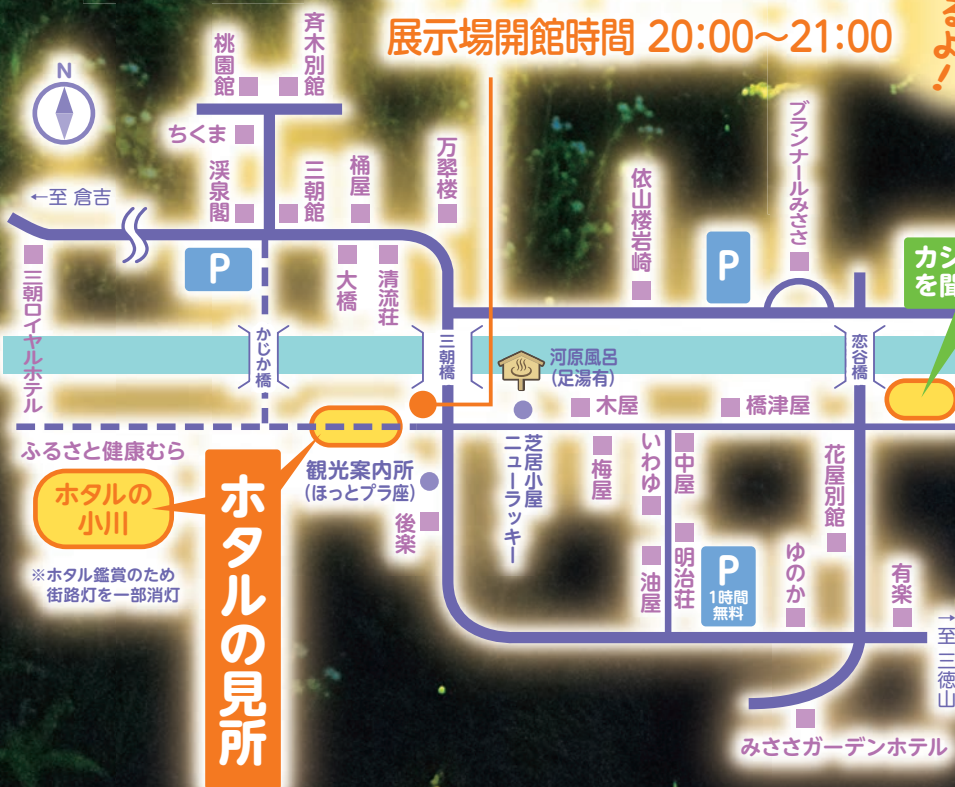 展示場開館時間 20:00～21:00
るよ！
N
桃園館
斉木別館
ちくま
渓泉閣
三朝館
桶屋
万翠楼
依山楼岩崎
ブランナールみささ
←至 倉吉
P
P
大橋
清流荘
三朝ロイヤルホテル
かじか橋
三朝橋
恋谷橋
カジ
を聞
河原風呂
(足湯有)
木屋
橋津屋
ふるさと健康むら
ホタルの
小川
※ホタル鑑賞のため
街路灯を一部消灯
ホタルの見所
観光案内所
(ほっとプラ座)
後楽
芝居小屋
ニューラッキー
梅屋
いわゆ
中屋
油屋
明治荘
P
1時間
無料
花屋別館
ゆのか
有楽
→至 三徳山
みささガーデンホテル